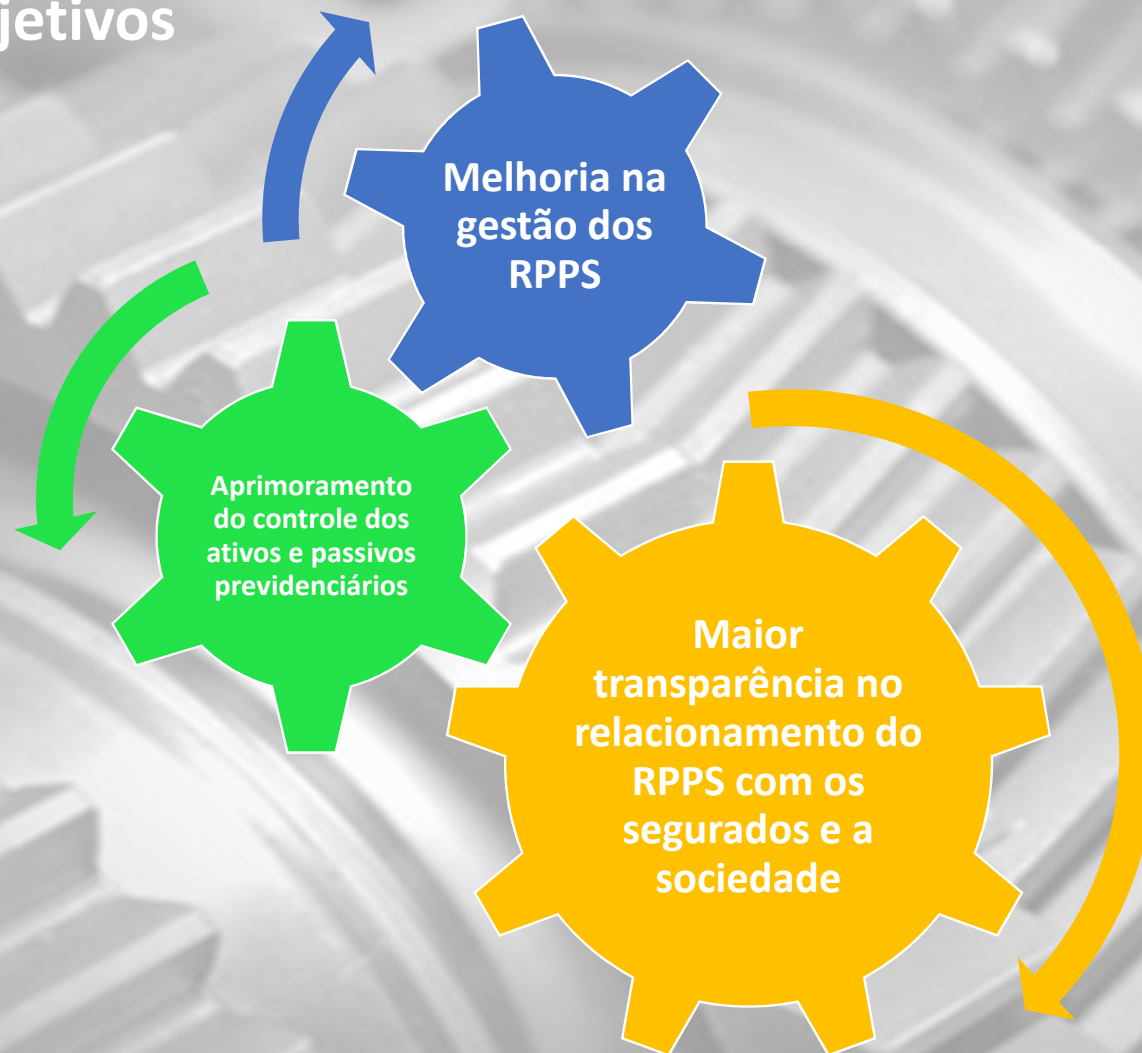 jetivos
Melhoria na
gestão dos
RPPS
Aprimoramento
do controle dos
ativos e passivos
previdenciários
Maior
transparência no
relacionamento do
RPPS com os
segurados e a
sociedade